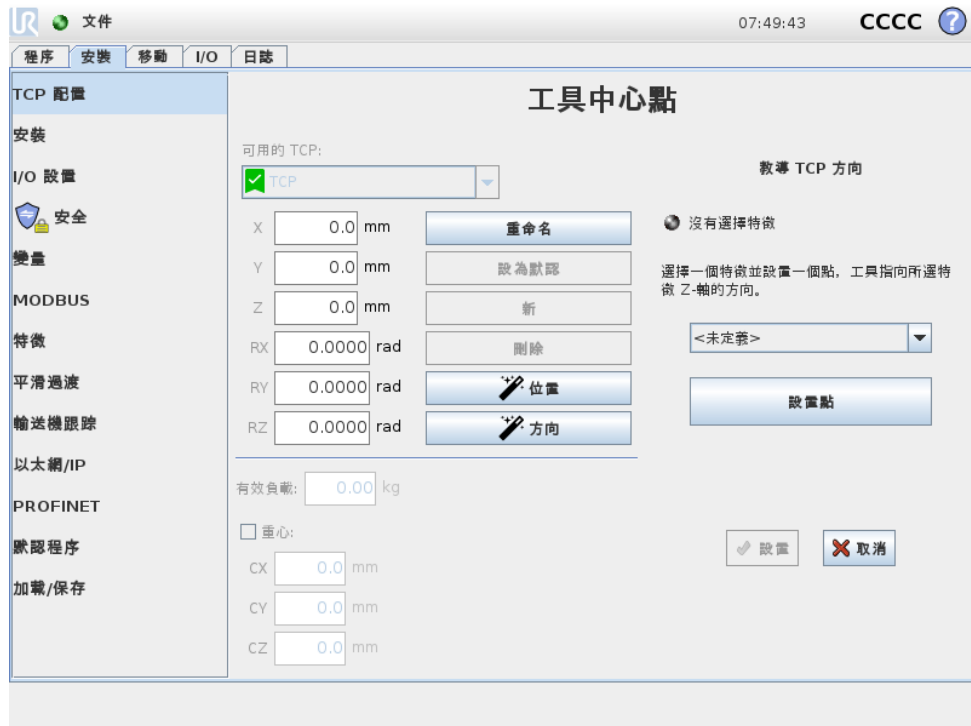 UR 文件 07:49:43 CCCC ?
程序 安裝 移動 I/O 日誌
TCP 配置
安裝
I/O 設置
安全
變量
MODBUS
特徵
平滑過渡
輸送機跟踪
以太網/IP
PROFINET
默認程序
加載/保存
工具中心點
可用的 TCP:
TCP
X 0.0 mm 重命名
Y 0.0 mm 設為默認
Z 0.0 mm 新
RX 0.0000 rad 刪除
RY 0.0000 rad 位置
RZ 0.0000 rad 方向
有效負載: 0.00 kg
重心:
CX 0.0 mm
CY 0.0 mm
CZ 0.0 mm
教導 TCP 方向
沒有選擇特徵
選擇一個特徵並設置一個點，工具指向所選特
徵 Z-軸的方向。
<未定義>
設置點
設置 取消